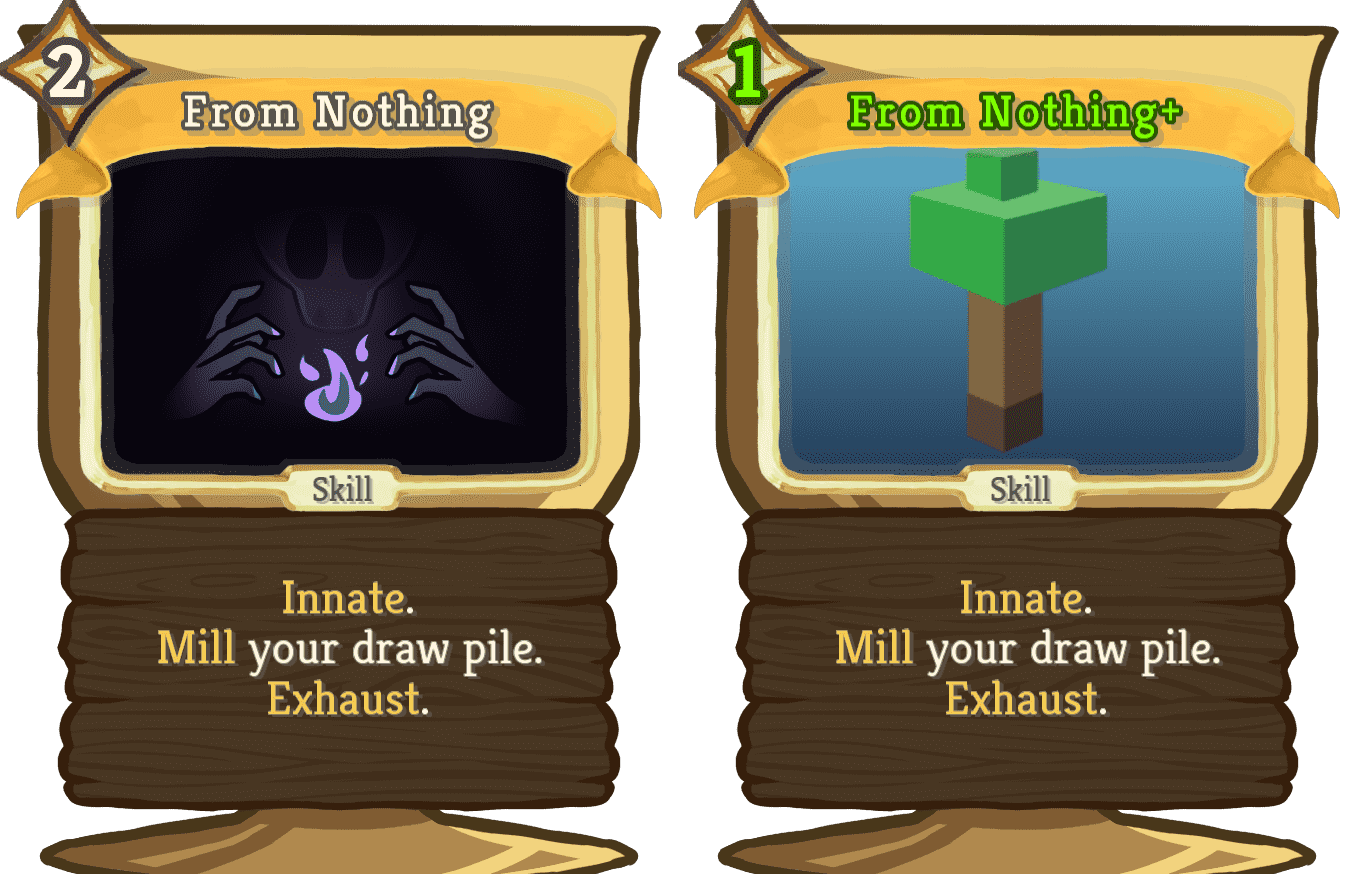 2
From Nothing
Skill
Innate.
Mill your draw pile.
Exhaust.
1
From Nothing+
Skill
Innate.
Mill your draw pile.
Exhaust.